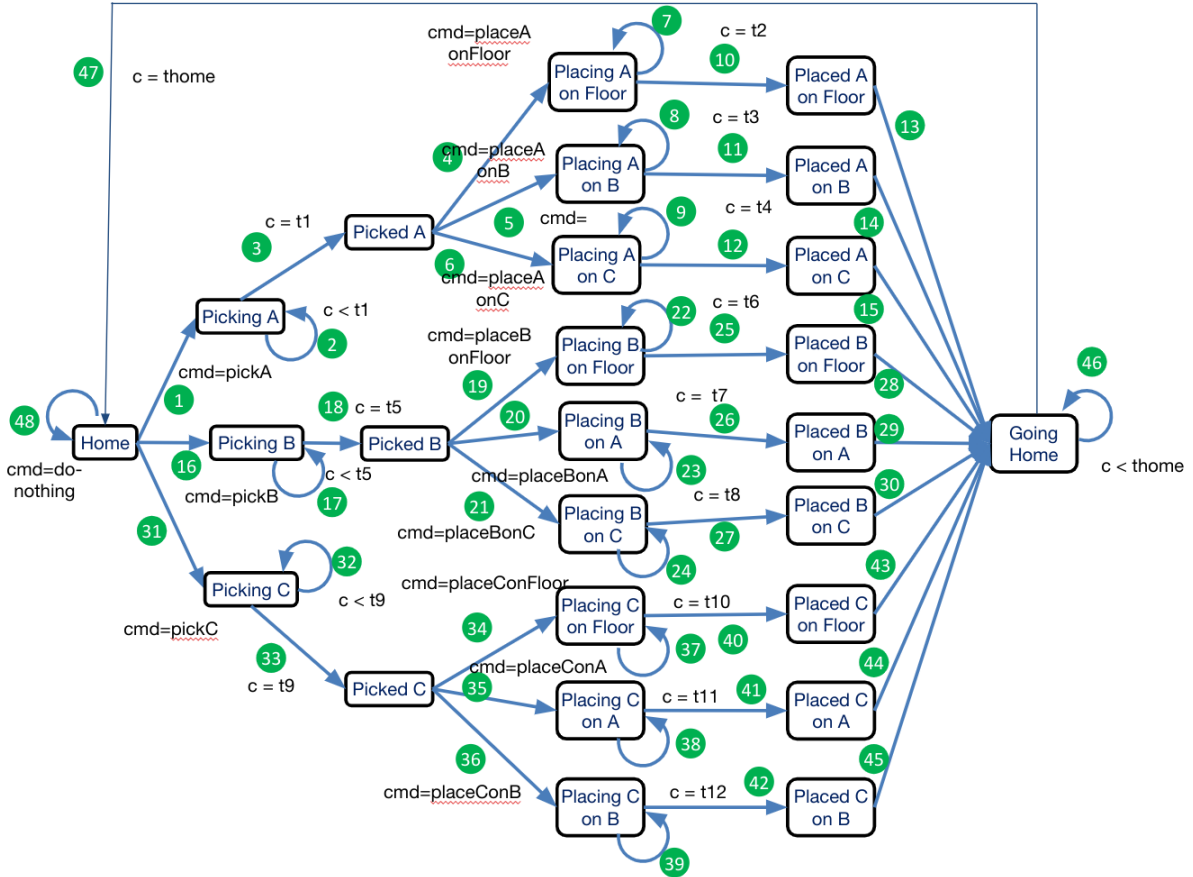 47
c = thome
cmd=placeA
onFloor
7
c = t2
10
Placing A
on Floor
Placed A
on Floor
13
4
cmd=placeA
onB
8
c = t3
11
Placing A
on B
Placed A
on B
5
cmd=
9
c = t4
12
Placing A
on C
Placed A
on C
14
3
c = t1
Picked A
6
cmd=placeA
onC
15
Picking A
c < t1
2
cmd=placeB
onFloor
22
c = t6
25
Placing B
on Floor
Placed B
on Floor
28
cmd=pickA
1
19
48
Home
cmd=do-
nothing
16
Picking B
18
c = t5
Picked B
c < t5
17
cmd=pickB
20
Placing B
on A
c = t7
26
Placed B
on A
29
23
cmd=placeBonA
21
cmd=placeBonC
Placing B
on C
c = t8
27
Placed B
on C
30
24
46
Going
Home
c < thome
31
Picking C
32
c < t9
cmd=pickC
33
c = t9
Picked C
cmd=placeConFloor
34
Placing C
on Floor
c = t10
40
Placed C
on Floor
43
37
cmd=placeConA
35
Placing C
on A
c = t11
41
Placed C
on A
44
38
36
cmd=placeConB
Placing C
on B
c = t12
42
Placed C
on B
45
39